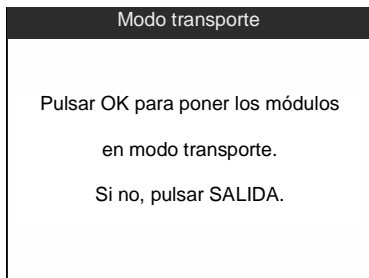 Modo transporte
Pulsar OK para poner los módulos
en modo transporte.
Si no, pulsar SALIDA.